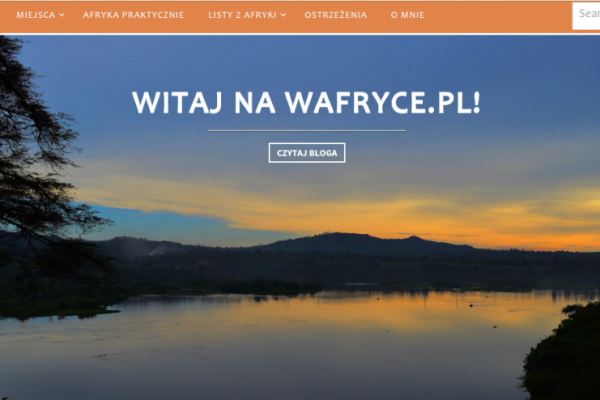 MIEJSCA AFRYKA PRAKTYCZNIE LISTY Z AFRYKI OSTRZEŻENIA O MNIE Sear
WITAJ NA WAFRYCE.PL!
CZYTAJ BLOGA